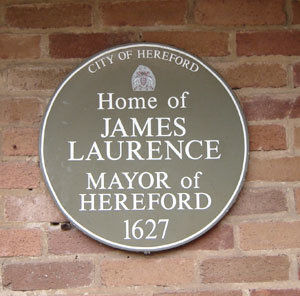 CITY OF HEREFORD
Home of
JAMES
LAURENCE
MAYOR of
HEREFORD
1627